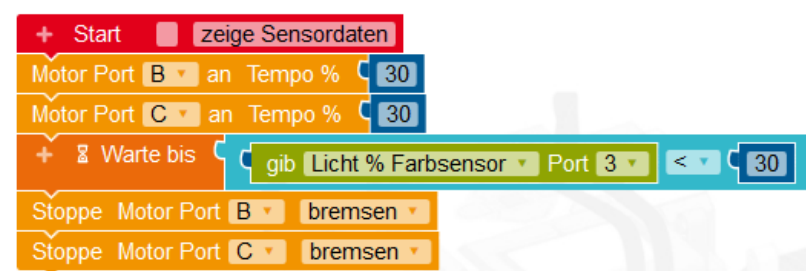 + Start zeige Sensordaten
Motor Port B an Tempo % 30
Motor Port C an Tempo % 30
+ Warte bis gib Licht % Farbsensor Port 3 < 30
Stoppe Motor Port B bremsen
Stoppe Motor Port C bremsen